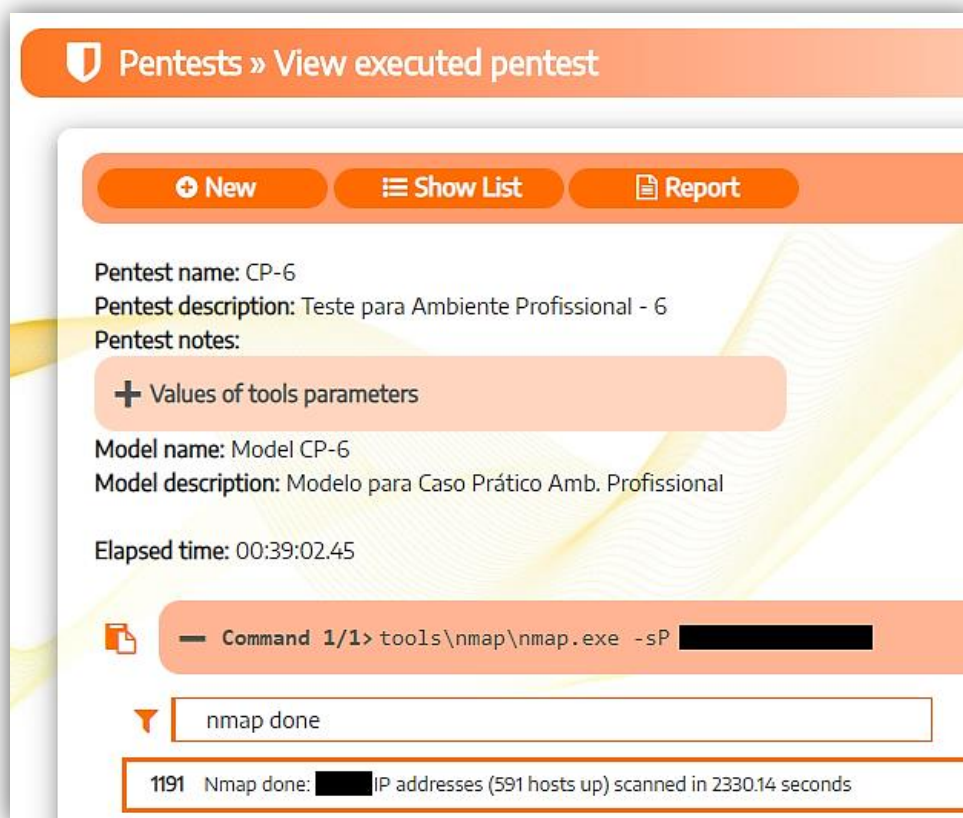 Pentests » View executed pentest
New Show List Report
Pentest name: CP-6
Pentest description: Teste para Ambiente Profissional - 6
Pentest notes:
Values of tools parameters
Model name: Model CP-6
Model description: Modelo para Caso Prático Amb. Profissional
Elapsed time: 00:39:02.45
Command 1/1> tools\nmap\nmap.exe -sP
nmap done
1191 Nmap done: IP addresses (591 hosts up) scanned in 2330.14 seconds